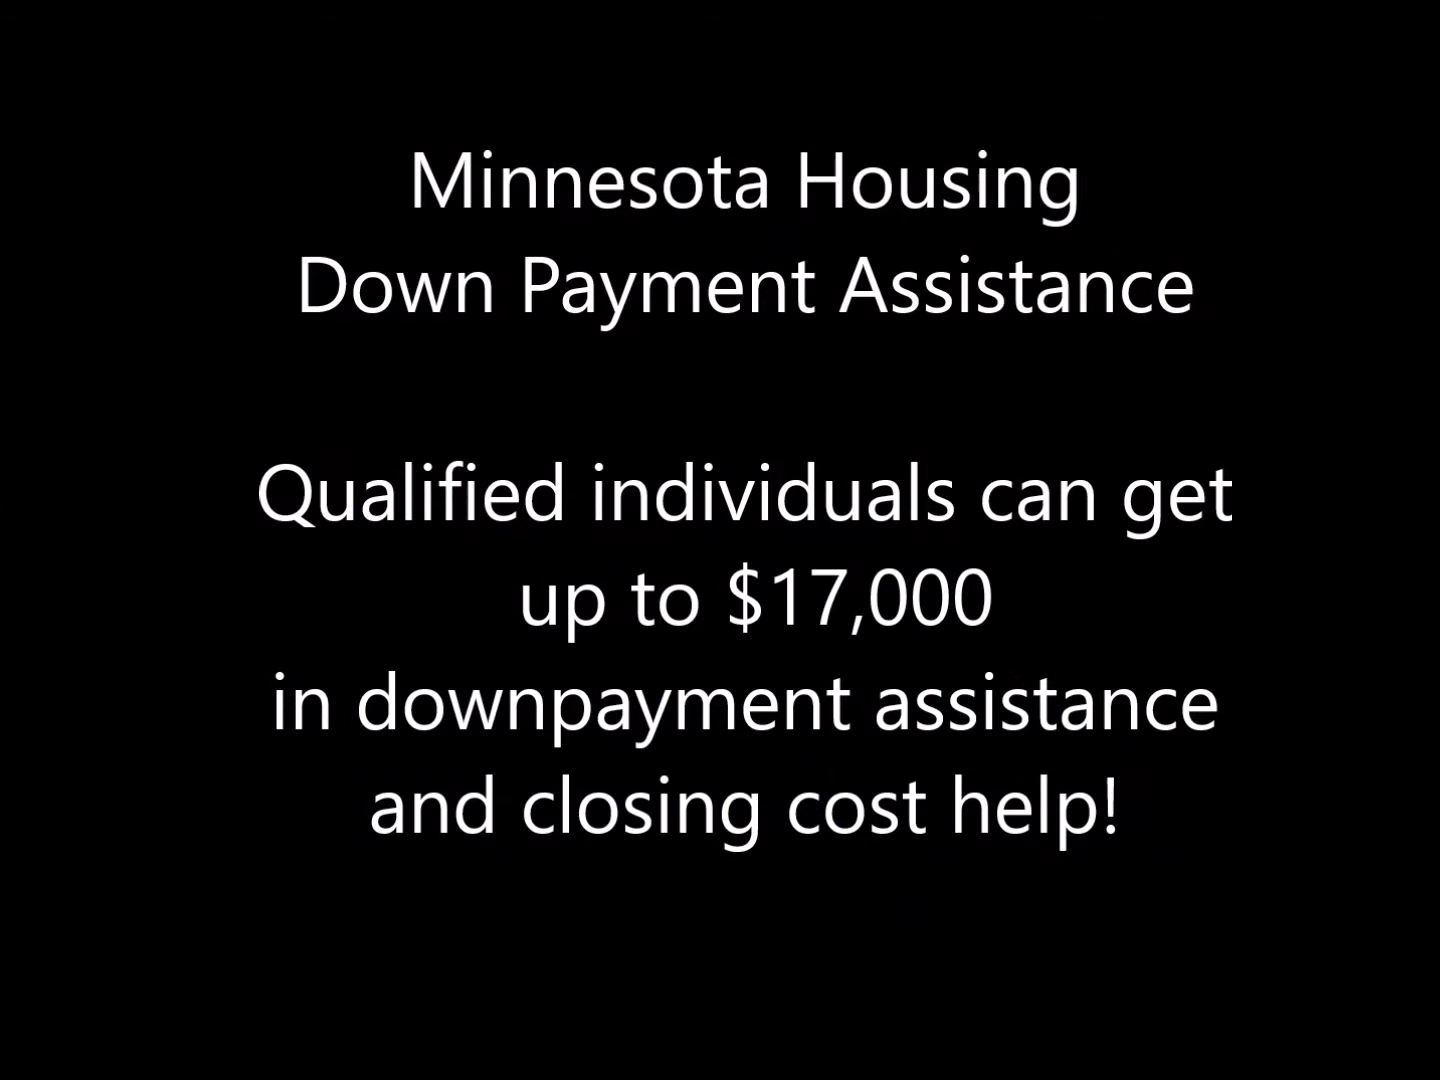 Minnesota Housing
Down Payment Assistance
Qualified individuals can get
up to $17,000
in downpayment assistance
and closing cost help!